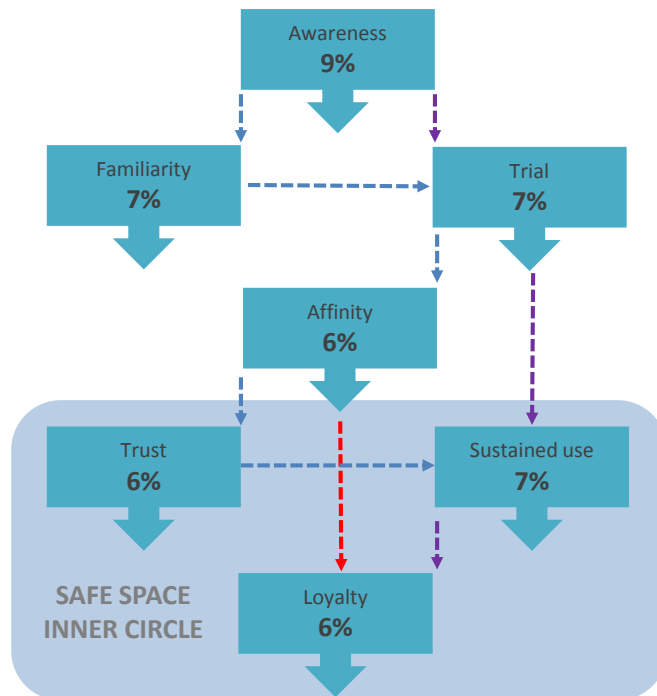 Awareness
9%
Familiarity
7%
Trial
7%
Affinity
6%
Trust
6%
Sustained use
7%
SAFE SPACE
INNER CIRCLE
Loyalty
6%